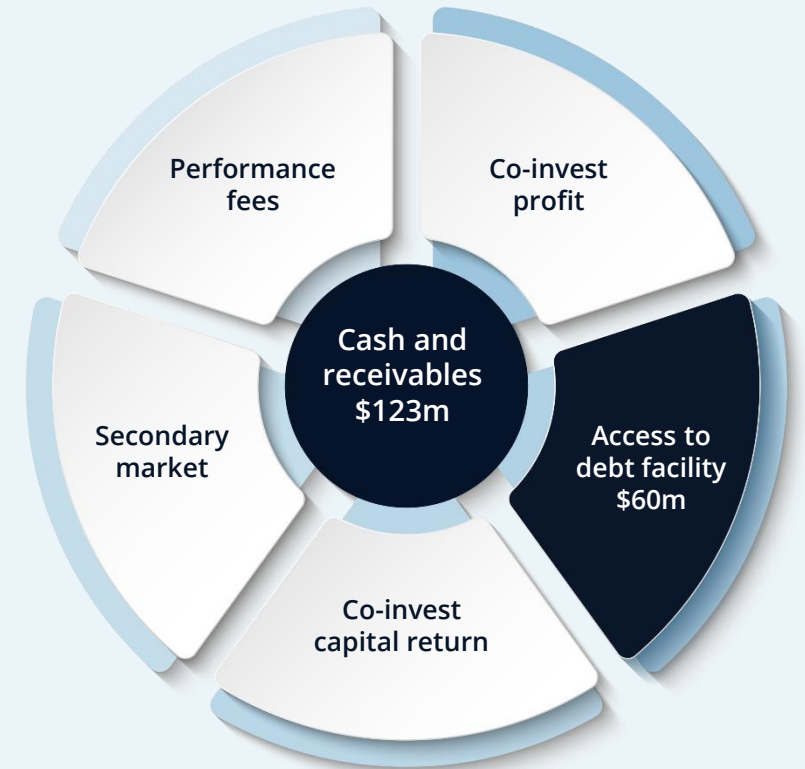 Performance
fees
Co-invest
profit
Cash and
receivables
$123m
Secondary
market
Access to
debt facility
$60m
Co-invest
capital return